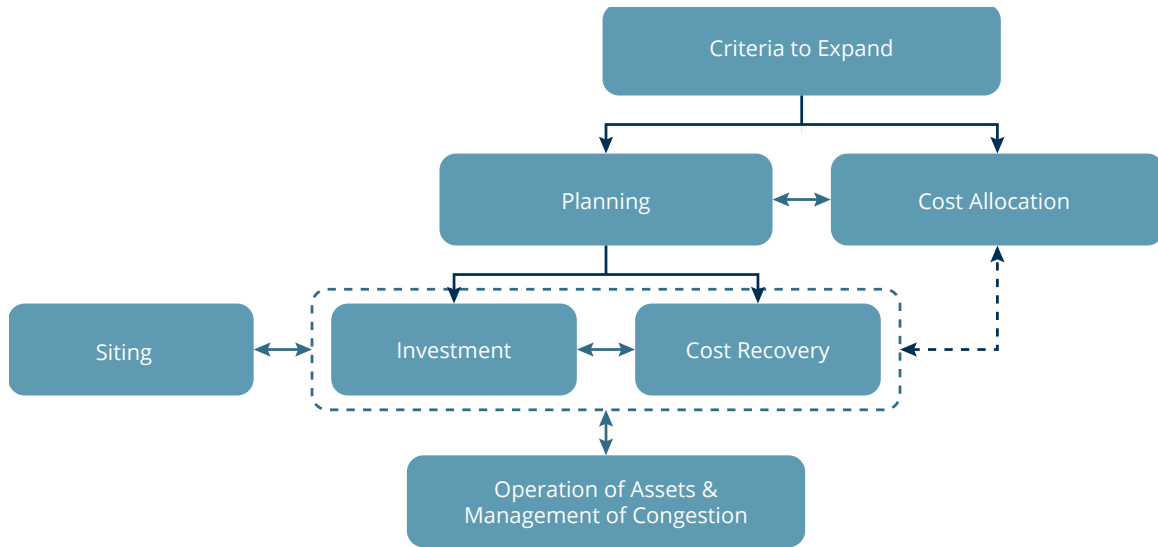 Criteria to Expand
Planning
Cost Allocation
Siting
Investment
Cost Recovery
Operation of Assets &
Management of Congestion